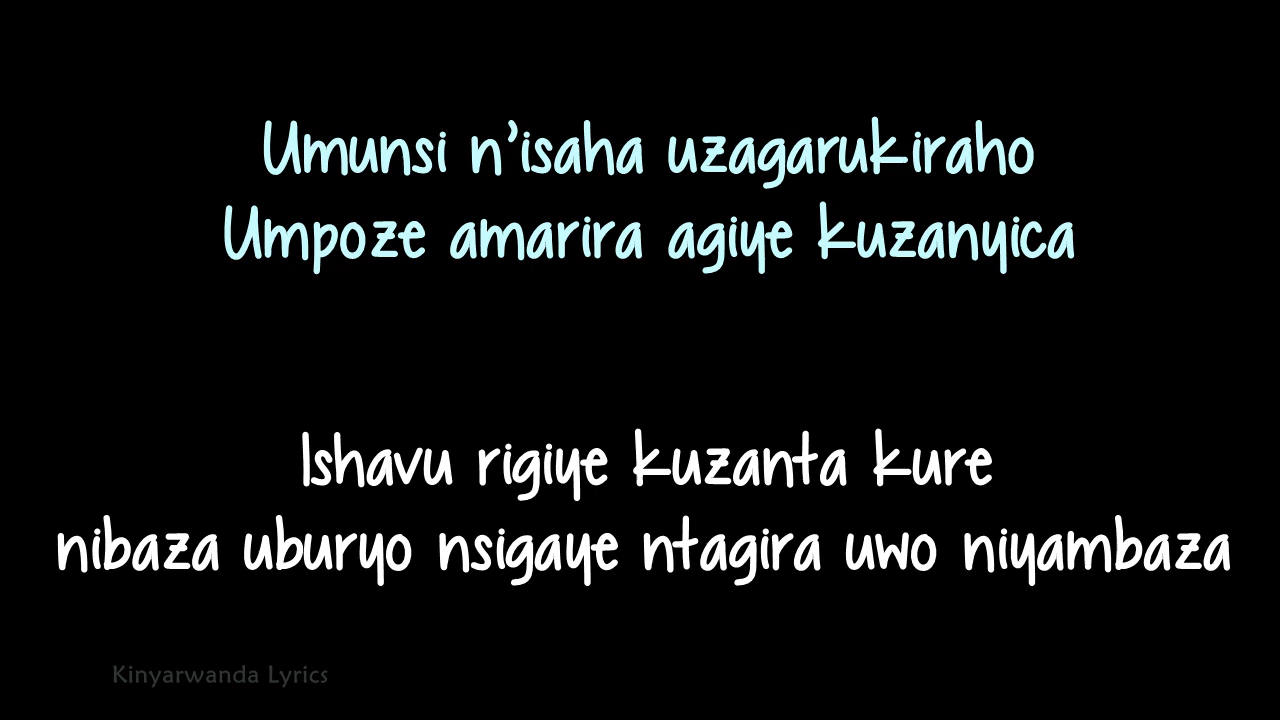 Umunsi n'isaha uzagarukiraho
Umpoze amarira agiye kuzanyica
Ishavu rigiye kuzanta kure
nibaza uburyo nsigaye ntagira uwo niyambaza
Kinyarwanda Lyrics